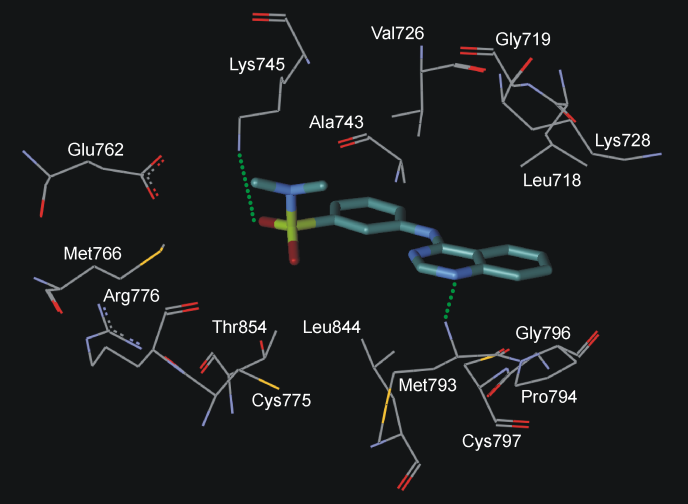 Val726
Gly719
Lys745
Ala743
Lys728
Glu762
Leu718
Met766
Arg776
Thr854
Leu844
Gly796
Met793
Pro794
Cys775
Cys797